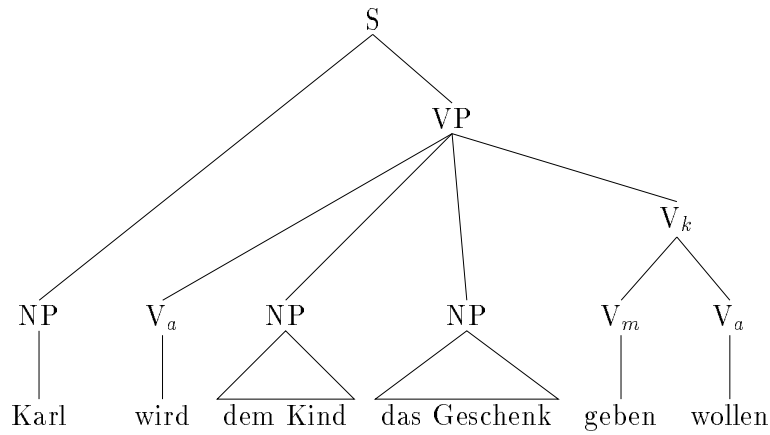 S
VP
V_k
NP V_a NP NP V_m V_a
Karl wird dem Kind das Geschenk geben wollen